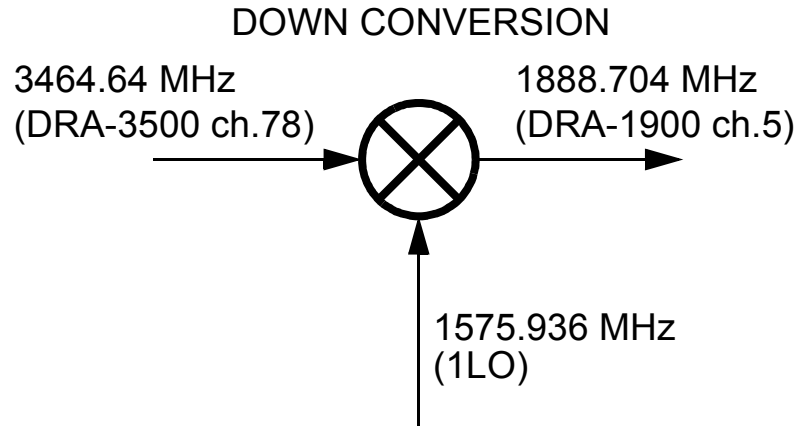 DOWN CONVERSION
3464.64 MHz
(DRA-3500 ch.78)
1888.704 MHz
(DRA-1900 ch.5)
1575.936 MHz
(1LO)